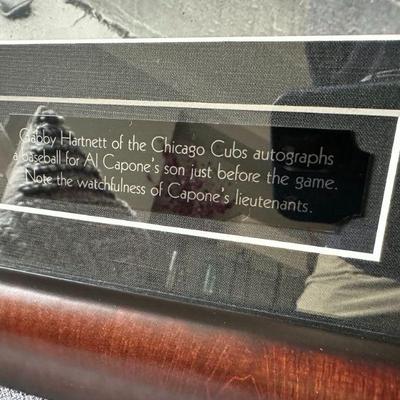 Gabby Hartnett of the Chicago Cubs autographs
a baseball for Al Capone's son just before the game.
Note the watchfulness of Capone's lieutenants.